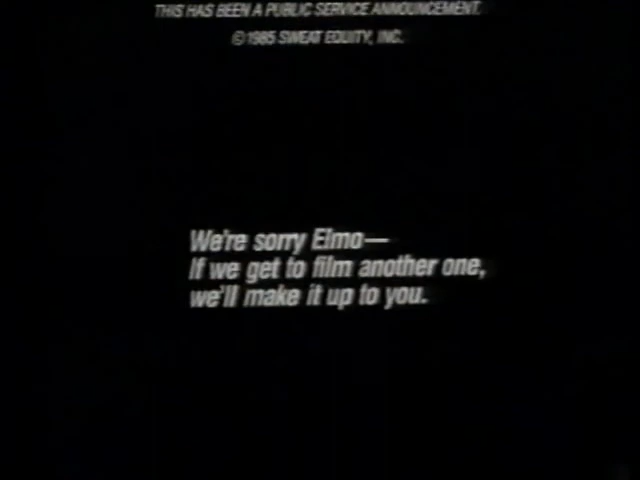 THIS HAS BEEN A PUBLIC SERVICE ANNOUNCEMENT.
©1985 SWEAT EQUITY, INC.
We're sorry Elmo—
If we get to film another one,
we'll make it up to you.